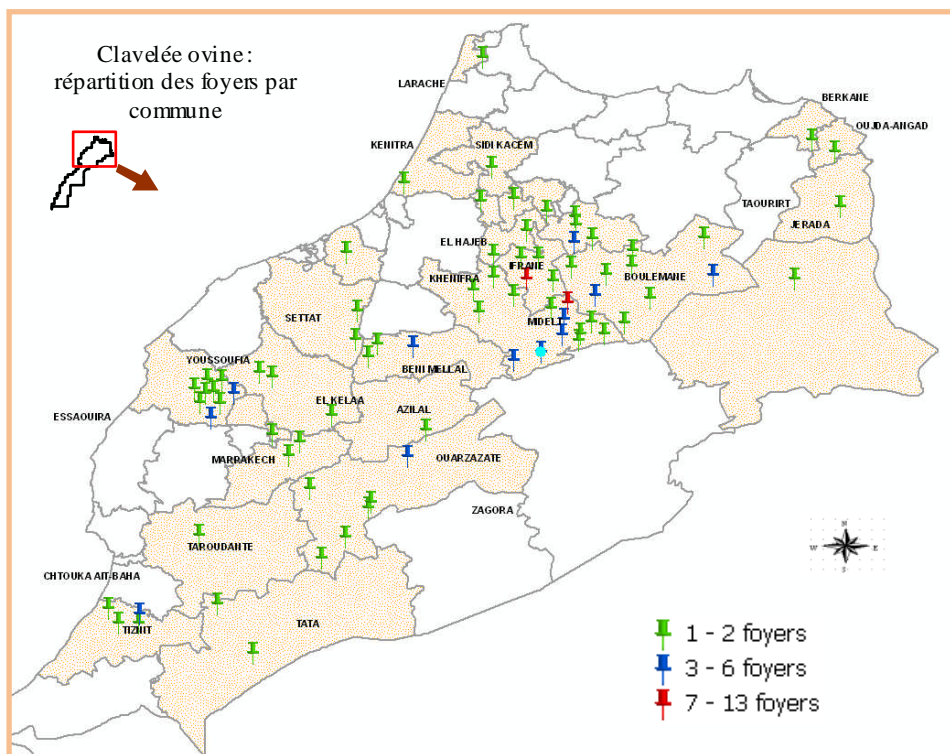 Clavelée ovine:
répartition des foyers par
commune
LARACHE
BERKANE
OUJDA-ANGAD
KENITRA
SIDI KACEM
TAOURIRT
JERADA
EL HAJEB
IFRANE
KHENIFRA
BOULEMANE
SETTAT
MIDELT
YOUSSOUFIA
BENI MELLAL
ESSAOUIRA
EL KELAA
AZILAL
MARRAKECH
OUARZAZATE
ZAGORA
TAROUDANTE
N
W E
S
CHTOUKA AIT-BAHA
TIZNIT
TATA
1 - 2 foyers
3 - 6 foyers
7 - 13 foyers